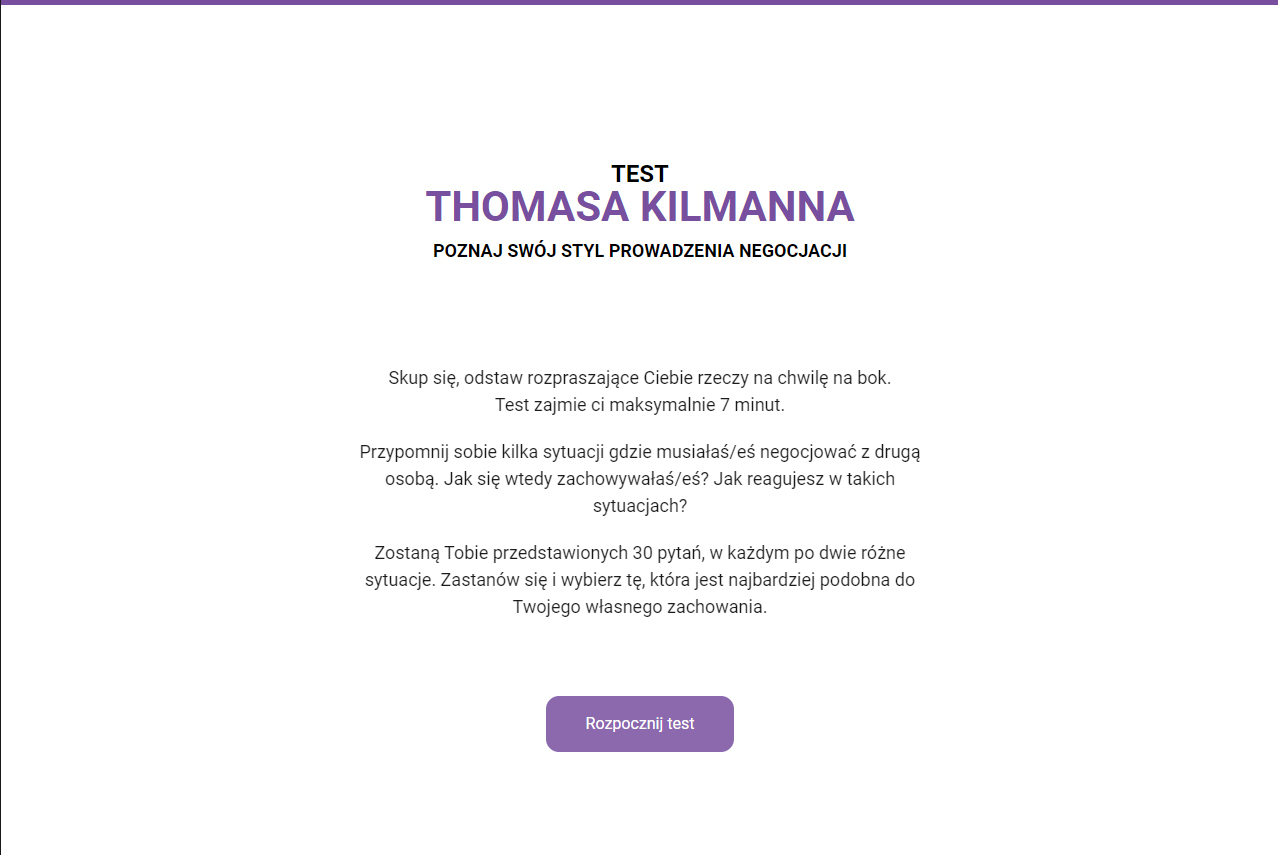 TEST
THOMASA KILMANNA
POZNAJ SWÓJ STYL PROWADZENIA NEGOCJACJI
Skup się, odstaw rozpraszające Ciebie rzeczy na chwilę na bok.
Test zajmie ci maksymalnie 7 minut.
Przypomnij sobie kilka sytuacji gdzie musiałaś/eś negocjować z drugą
osobą. Jak się wtedy zachowywałaś/eś? Jak reagujesz w takich
sytuacjach?
Zostaną Tobie przedstawionych 30 pytań, w każdym po dwie różne
sytuacje. Zastanów się i wybierz tę, która jest najbardziej podobna do
Twojego własnego zachowania.
Rozpocznij test